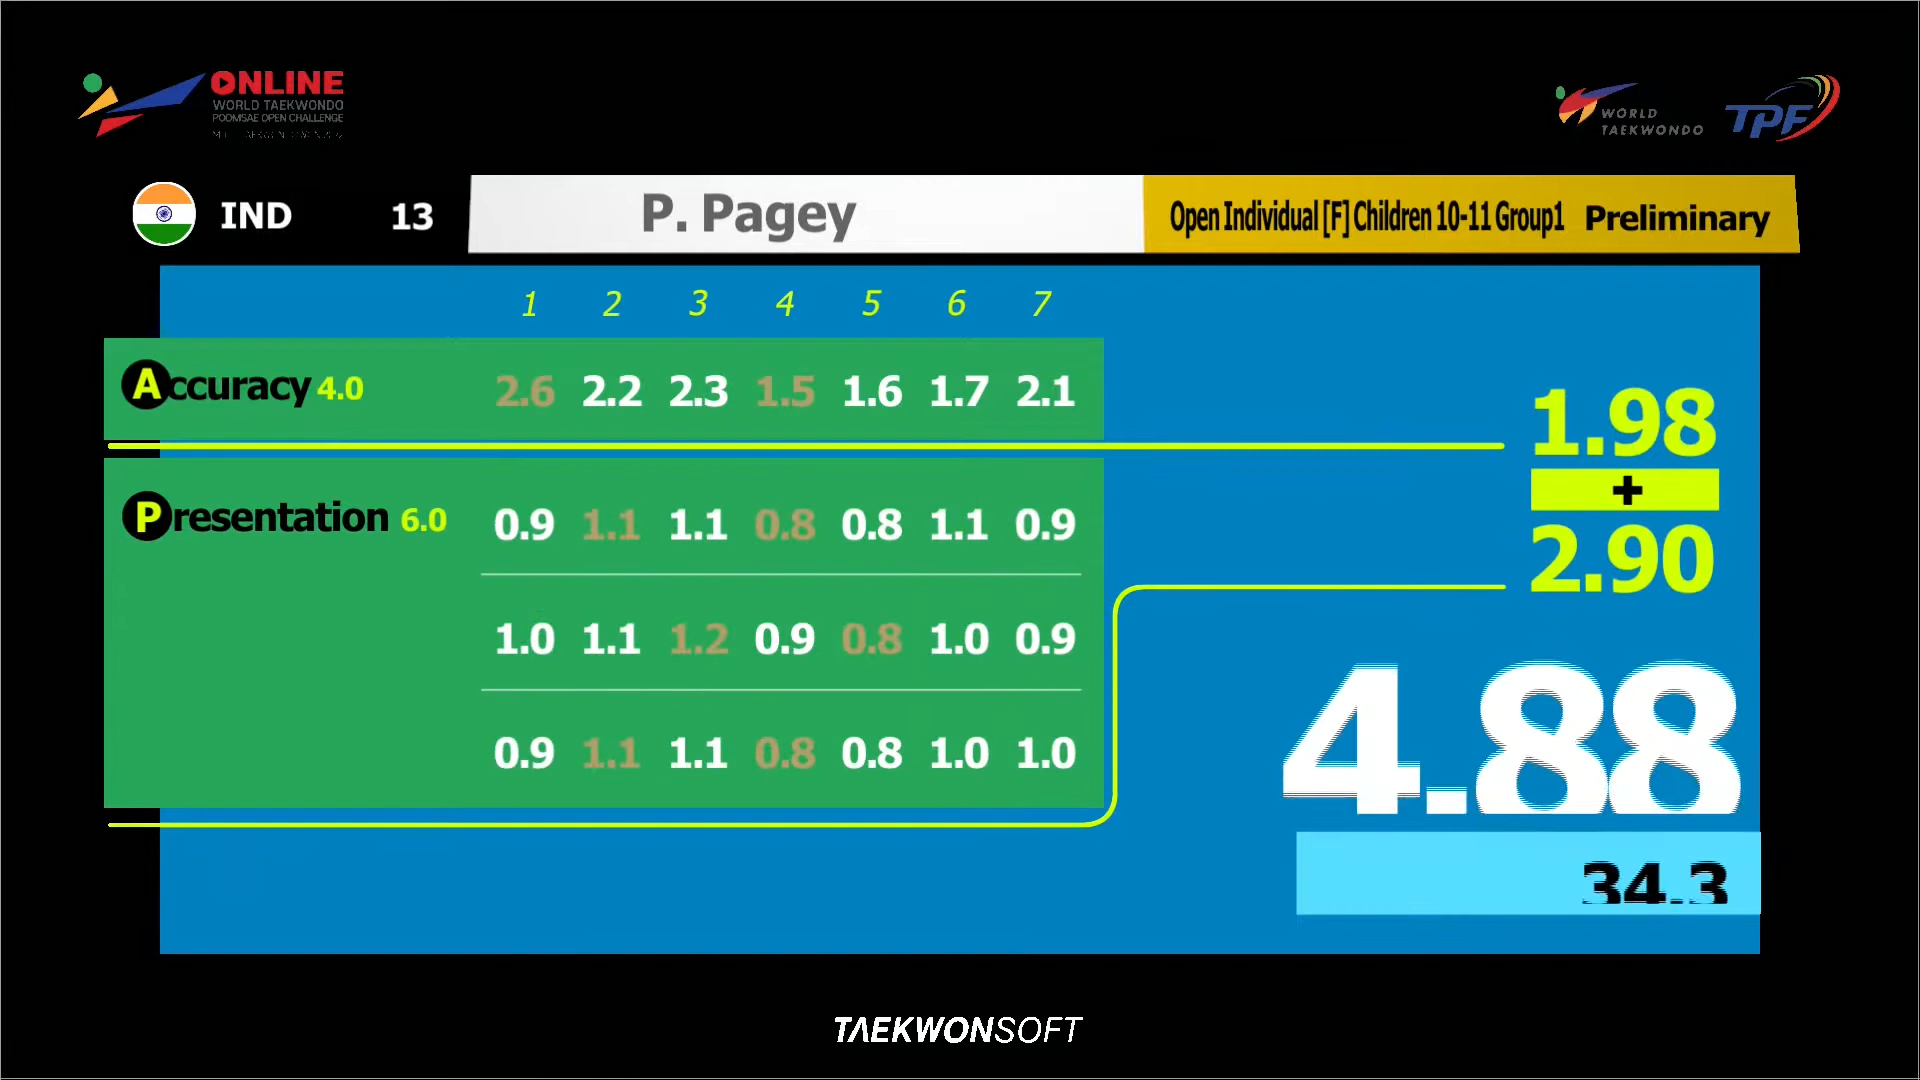 ONLINE
WORLD TAEKWONDO
POOMSAE OPEN CHALLENGE
WORLD
TAEKWONDO
TPF
IND 13 P. Pagey Open Individual [F] Children 10-11 Group1 Preliminary
1 2 3 4 5 6 7
Accuracy 4.0 2.6 2.2 2.3 1.5 1.6 1.7 2.1
1.98
+
Presentation 6.0 0.9 1.1 1.1 0.8 0.8 1.1 0.9
2.90
1.0 1.1 1.2 0.9 0.8 1.0 0.9
0.9 1.1 1.1 0.8 0.8 1.0 1.0
4.88
34.3
TAEKWONSOFT